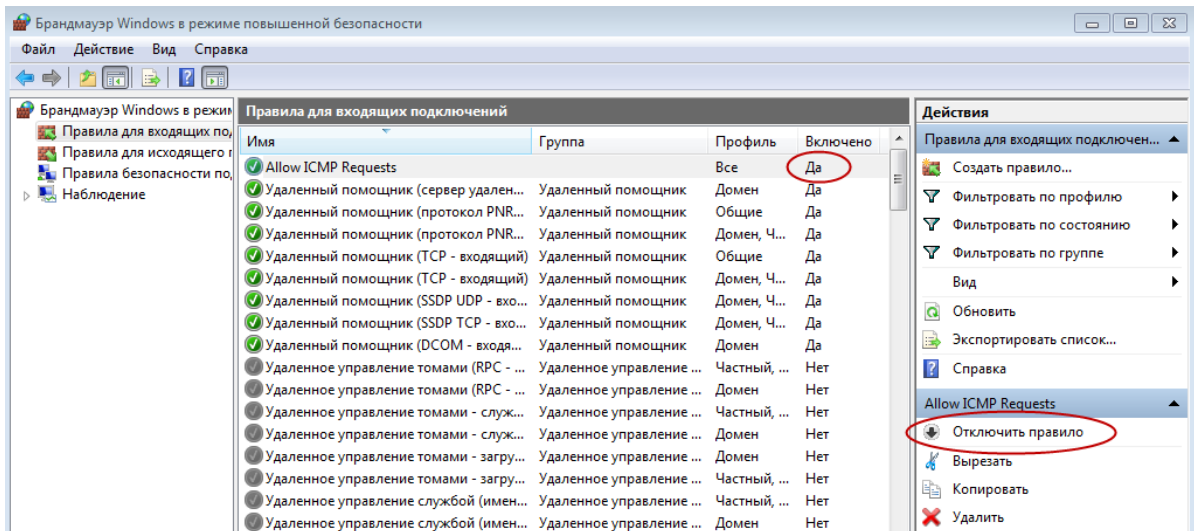 Брандмауэр Windows в режиме повышенной безопасности
Файл Действие Вид Справка
Брандмауэр Windows в режим
Правила для входящих по
Правила для исходящего
Правила безопасности по
Наблюдение
Правила для входящих подключений
Имя Группа Профиль Включено
Allow ICMP Requests Все Да
Удаленный помощник (сервер удален... Удаленный помощник Домен Да
Удаленный помощник (протокол PNR... Удаленный помощник Общие Да
Удаленный помощник (протокол PNR... Удаленный помощник Домен, Ч... Да
Удаленный помощник (TCP - входящий) Удаленный помощник Общие Да
Удаленный помощник (TCP - входящий) Удаленный помощник Домен, Ч... Да
Удаленный помощник (SSDP UDP - вхо... Удаленный помощник Домен, Ч... Да
Удаленный помощник (SSDP TCP - вхо... Удаленный помощник Домен, Ч... Да
Удаленный помощник (DCOM - входя... Удаленный помощник Домен Да
Удаленное управление томами (RPC - ... Удаленное управление ... Частный, ... Нет
Удаленное управление томами (RPC - ... Удаленное управление ... Домен Нет
Удаленное управление томами - служ... Удаленное управление ... Частный, ... Нет
Удаленное управление томами - служ... Удаленное управление ... Домен Нет
Удаленное управление томами - загру... Удаленное управление ... Домен Нет
Удаленное управление томами - загру... Удаленное управление ... Частный, ... Нет
Удаленное управление службой (имен... Удаленное управление ... Частный, ... Нет
Удаленное управление службой (имен... Удаленное управление ... Домен Нет
Действия
Правила для входящих подключен...
Создать правило...
Фильтровать по профилю
Фильтровать по состоянию
Фильтровать по группе
Вид
Обновить
Экспортировать список...
Справка
Allow ICMP Requests
Отключить правило
Вырезать
Копировать
Удалить